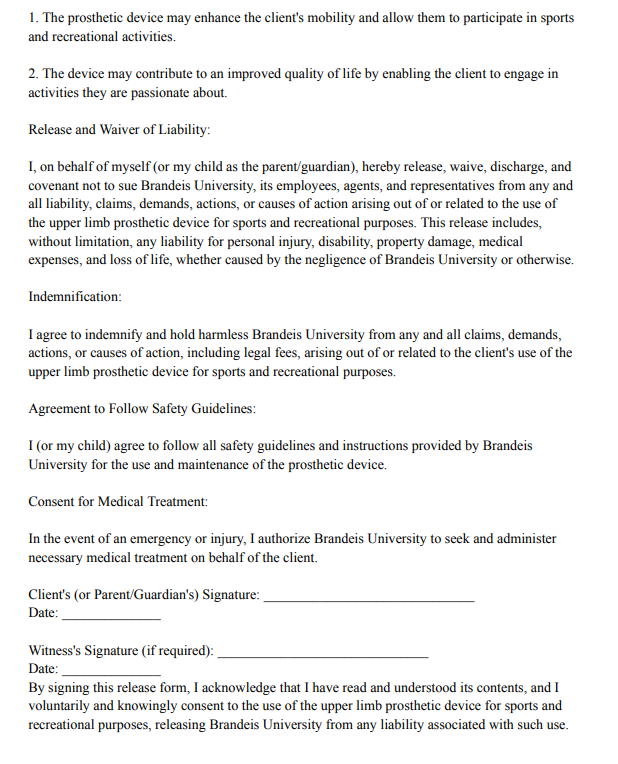 1. The prosthetic device may enhance the client's mobility and allow them to participate in sports
and recreational activities.
2. The device may contribute to an improved quality of life by enabling the client to engage in
activities they are passionate about.
Release and Waiver of Liability:
I, on behalf of myself (or my child as the parent/guardian), hereby release, waive, discharge, and
covenant not to sue Brandeis University, its employees, agents, and representatives from any and
all liability, claims, demands, actions, or causes of action arising out of or related to the use of
the upper limb prosthetic device for sports and recreational purposes. This release includes,
without limitation, any liability for personal injury, disability, property damage, medical
expenses, and loss of life, whether caused by the negligence of Brandeis University or otherwise.
Indemnification:
I agree to indemnify and hold harmless Brandeis University from any and all claims, demands,
actions, or causes of action, including legal fees, arising out of or related to the client's use of the
upper limb prosthetic device for sports and recreational purposes.
Agreement to Follow Safety Guidelines:
I (or my child) agree to follow all safety guidelines and instructions provided by Brandeis
University for the use and maintenance of the prosthetic device.
Consent for Medical Treatment:
In the event of an emergency or injury, I authorize Brandeis University to seek and administer
necessary medical treatment on behalf of the client.
Client's (or Parent/Guardian's) Signature: ______________________________
Date: ______________
Witness's Signature (if required): ______________________________
Date: ______________
By signing this release form, I acknowledge that I have read and understood its contents, and I
voluntarily and knowingly consent to the use of the upper limb prosthetic device for sports and
recreational purposes, releasing Brandeis University from any liability associated with such use.